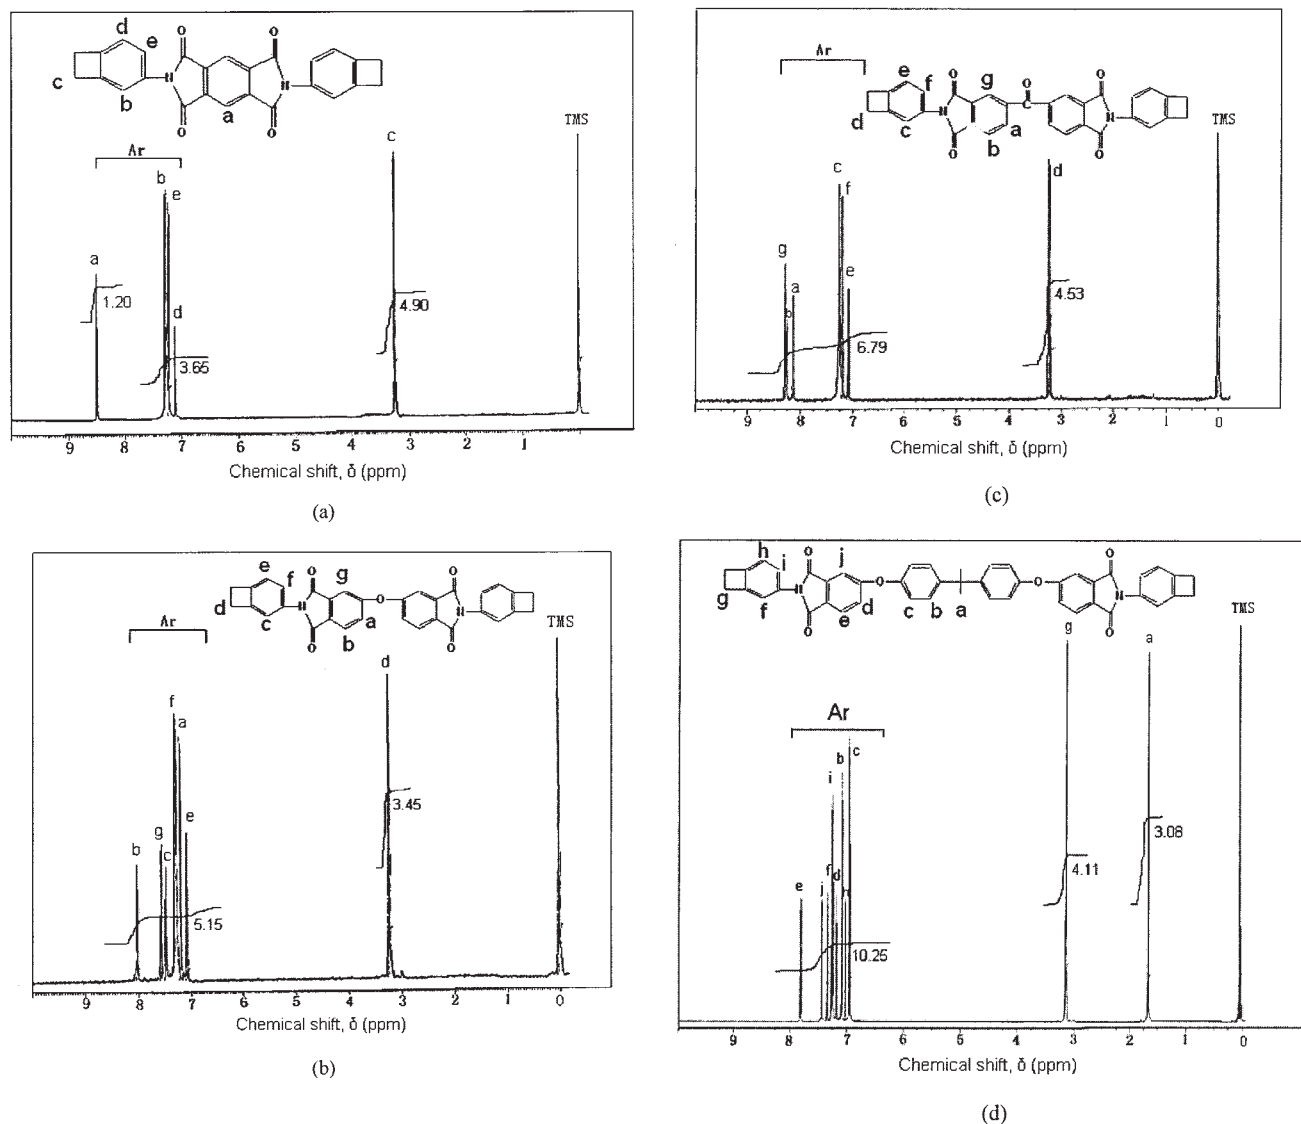 d
e
c
b
O O
O O
N N
a
Ar
b
e
a
d
c
TMS
1.20
3.65
4.90
9 8 7 6 5 4 3 2 1
Chemical shift, δ (ppm)
(a)
Ar
e
f
d
c
O
O
N
g
a
b
O
C
O
O
N
TMS
c
f
g
b
a
e
d
4.53
6.79
9 8 7 6 5 4 3 2 1 0
Chemical shift, δ (ppm)
(c)
e
f
d
c
O
O
N
g
a
b
O
O
O
N
Ar
TMS
f
a
g
b
c
e
d
5.15
3.45
9 8 7 6 5 4 3 2 1 0
Chemical shift, δ (ppm)
(b)
h
i
g
f
O
O
N
j
d
e
O
c
b
a
O
O
O
N
TMS
g
a
Ar
c
b
i
f
d
e
j
h
3.08
4.11
10.25
9 8 7 6 5 4 3 2 1 0
Chemical shift, δ (ppm)
(d)